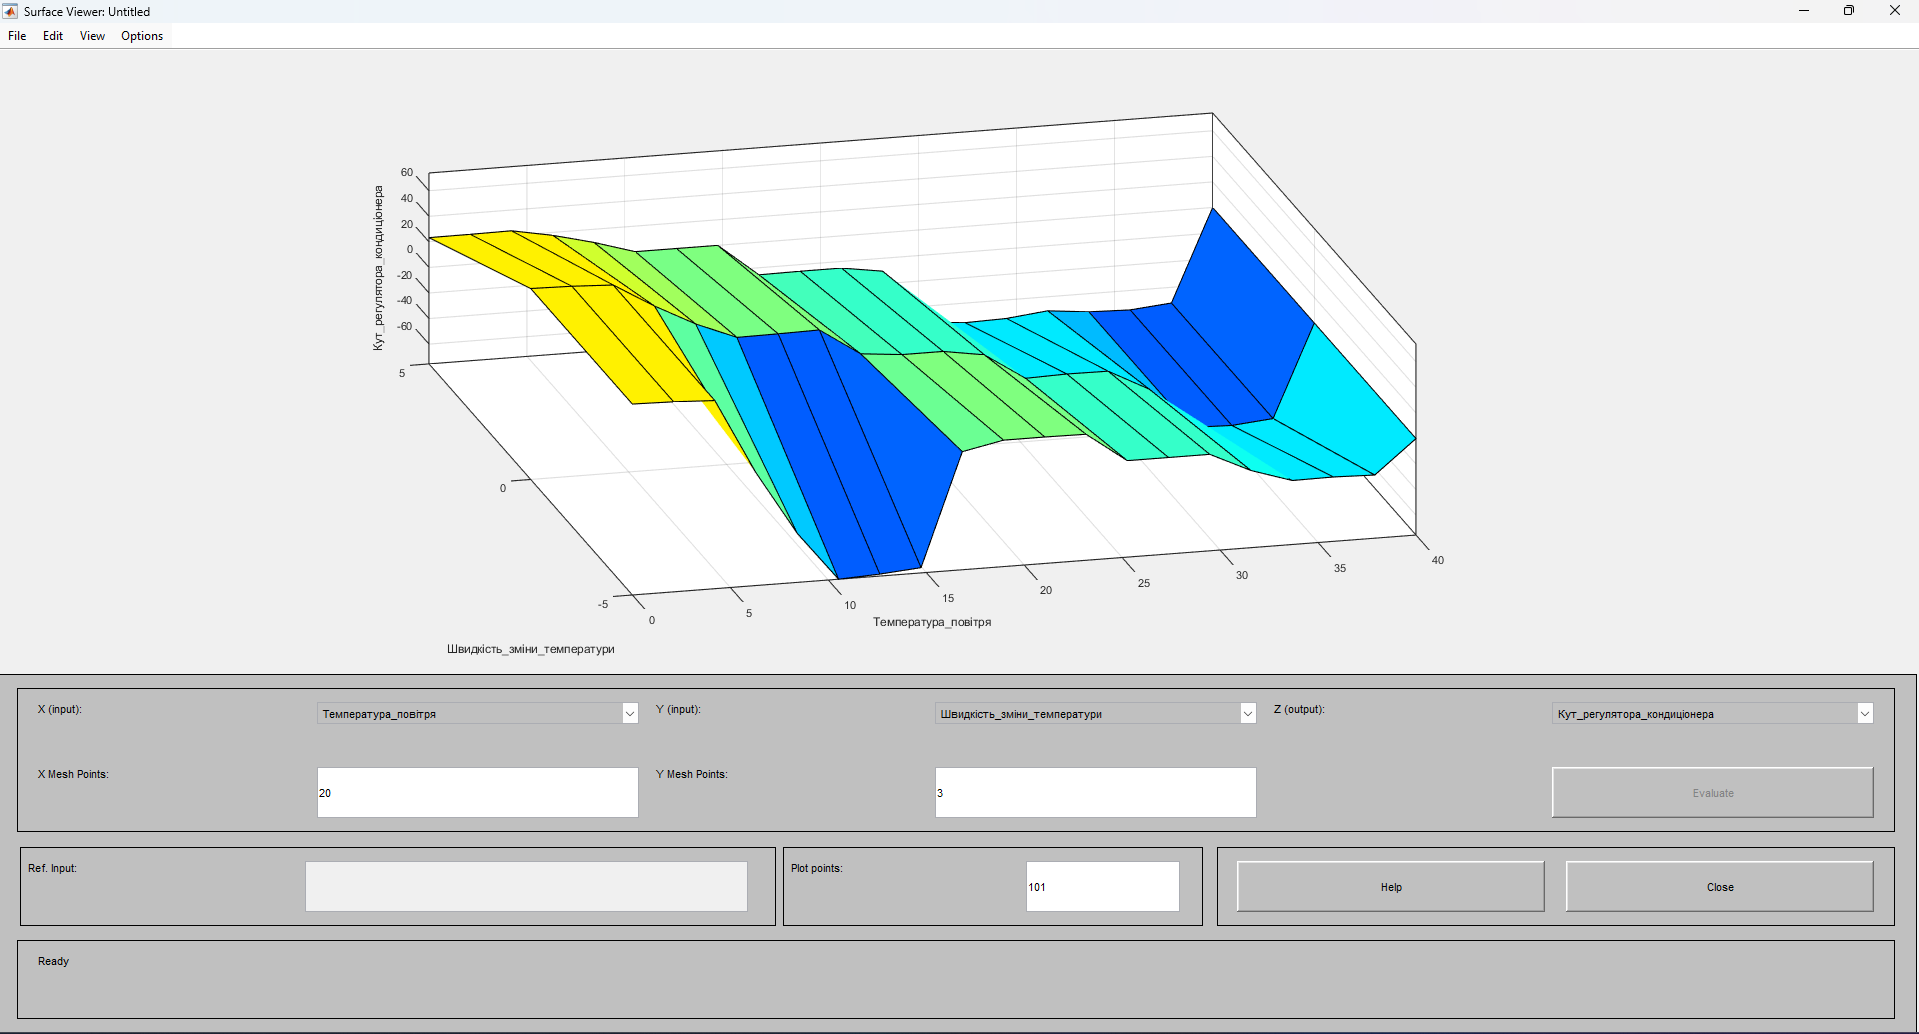 Surface Viewer: Untitled
File Edit View Options
60
40
20
0
-20
-40
-60
Кут_регулятора_кондиціонера
5
0
-5
0
5
10
15
20
25
30
35
40
Температура_повітря
Швидкість_зміни_температури
X (input): Температура_повітря Y (input): Швидкість_зміни_температури Z (output): Кут_регулятора_кондиціонера
X Mesh Points: 20 Y Mesh Points: 3 Evaluate
Ref. Input: Plot points: 101 Help Close
Ready